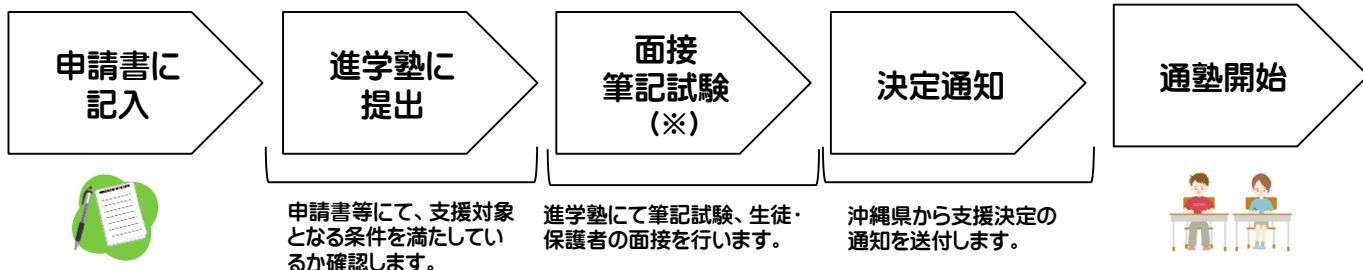 申請書に
記入
進学塾に
提出
面接
筆記試験
(※)
決定通知
通塾開始
申請書等にて、支援対象
となる条件を満たしてい
るか確認します。
進学塾にて筆記試験、生徒・
保護者の面接を行います。
沖縄県から支援決定の
通知を送付します。